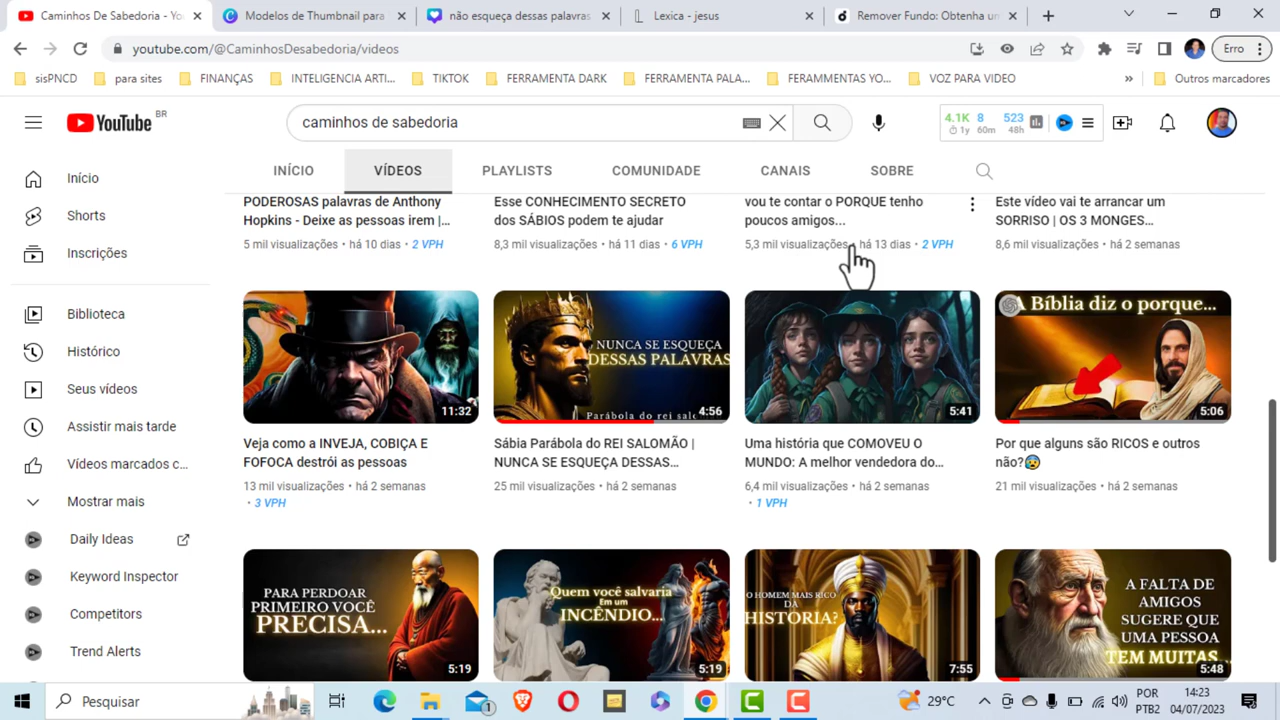 Caminhos De Sabedoria - Yo
Modelos de Thumbnail para
não esqueça dessas palavras
Lexica - jesus
Remover Fundo: Obtenha um
youtube.com/@CaminhosDesabedoria/videos
Erro
sisPNCD
para sites
FINANÇAS
INTELIGENCIA ARTI...
TIKTOK
FERRAMENTA DARK
FERRAMENTA PALA...
FERAMMENTAS YO...
VOZ PARA VIDEO
»
Outros marcadores
YouTube BR
caminhos de sabedoria
4.1K 8 523
1y 60m 48h
INÍCIO
VÍDEOS
PLAYLISTS
COMUNIDADE
CANAIS
SOBRE
Início
Shorts
Inscrições
Biblioteca
Histórico
Seus vídeos
Assistir mais tarde
Vídeos marcados c...
Mostrar mais
Daily Ideas
Keyword Inspector
Competitors
Trend Alerts
PODEROSAS palavras de Anthony
Hopkins - Deixe as pessoas irem |...
5 mil visualizações • há 10 dias • 2 VPH
Esse CONHECIMENTO SECRETO
dos SÁBIOS podem te ajudar
8,3 mil visualizações • há 11 dias • 6 VPH
vou te contar o PORQUE tenho
poucos amigos...
5,3 mil visualizações • há 13 dias • 2 VPH
Este vídeo vai te arrancar um
SORRISO | OS 3 MONGES...
8,6 mil visualizações • há 2 semanas
11:32
Veja como a INVEJA, COBIÇA E
FOFOCA destrói as pessoas
13 mil visualizações • há 2 semanas
• 3 VPH
NUNCA SE ESQUEÇA
DESSAS PALAVRAS
Parábola do rei salo
4:56
Sábia Parábola do REI SALOMÃO |
NUNCA SE ESQUEÇA DESSAS...
25 mil visualizações • há 2 semanas
5:41
Uma história que COMOVEU O
MUNDO: A melhor vendedora do...
6,4 mil visualizações • há 2 semanas
• 1 VPH
A Bíblia diz o porque...
5:06
Por que alguns são RICOS e outros
não?😰
21 mil visualizações • há 2 semanas
PARA PERDOAR
PRIMEIRO VOCÊ
PRECISA...
5:19
Quem você salvaria
Em um
INCÊNDIO...
5:19
O HOMEM MAIS RICO
DA
HISTÓRIA?
7:55
A FALTA DE
AMIGOS
SUGERE QUE
UMA PESSOA
TEM MUITAS
5:48
Pesquisar
1
29°C
POR
PTB2
14:23
04/07/2023